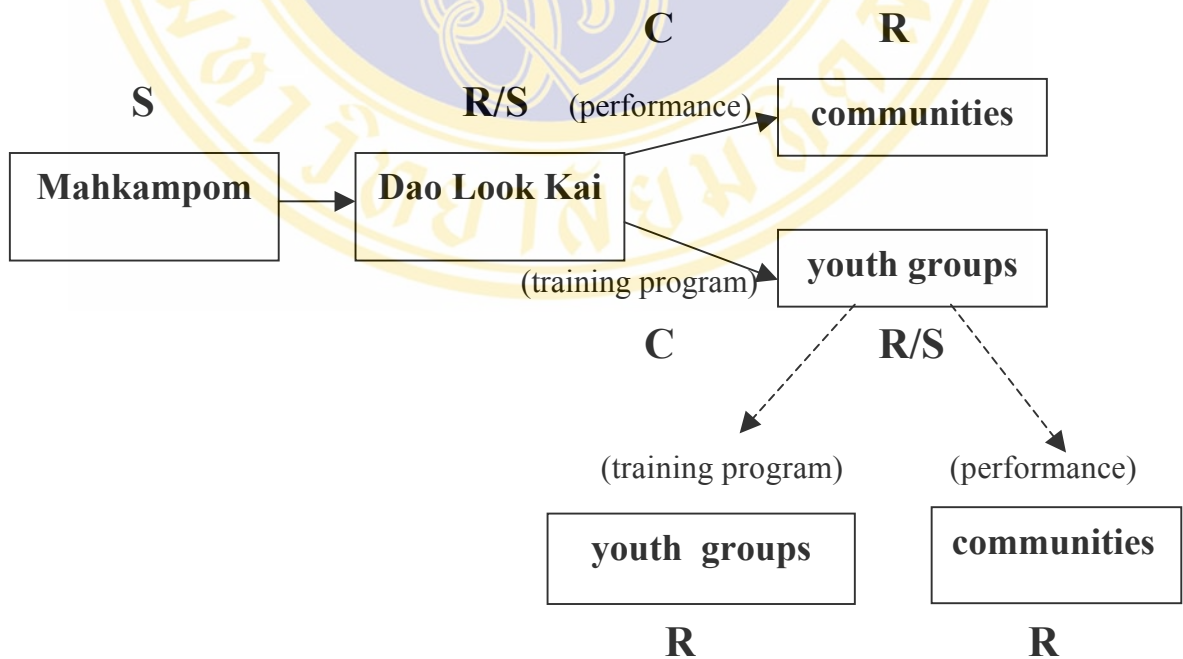 C R
S R/S (performance) communities
Mahkampom Dao Look Kai
youth groups
(training program)
C R/S
(training program) (performance)
youth groups communities
R R